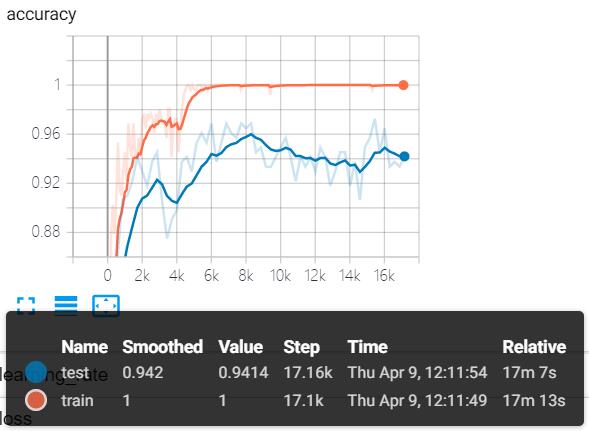 accuracy
1
0.96
0.92
0.88
0 2k 4k 6k 8k 10k 12k 14k 16k
Name Smoothed Value Step Time Relative
learning_rate
test 0.942 0.9414 17.16k Thu Apr 9, 12:11:54 17m 7s
train 1 1 17.1k Thu Apr 9, 12:11:49 17m 13s
loss